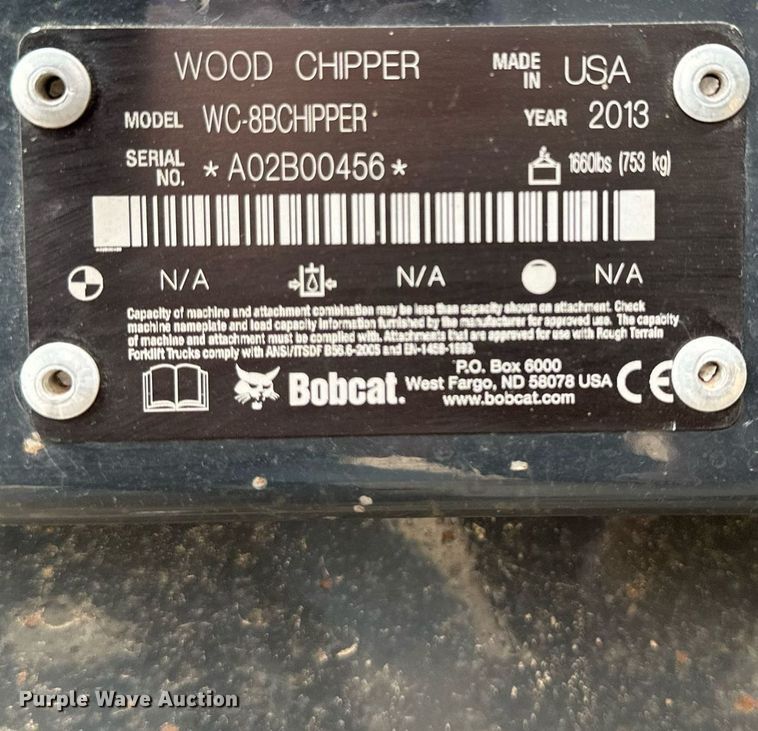 WOOD CHIPPER MADE IN USA
MODEL WC-8BCHIPPER YEAR 2013
SERIAL NO. *A02B00456* 1660lbs (753 kg)
N/A N/A N/A
Capacity of machine and attachment combination may be less than capacity shown on attachment. Check
machine nameplate and load capacity information furnished by the manufacturer for approved use. The capacity
of machine and attachment must be complied with. Attachments that are approved for use with Rough Terrain
Forklift Trucks comply with ANSI/ITSDF B56.6-2005 and EN-1459-1999.
Bobcat.
P.O. Box 6000
West Fargo, ND 58078 USA
www.bobcat.com
CE
Purple Wave Auction